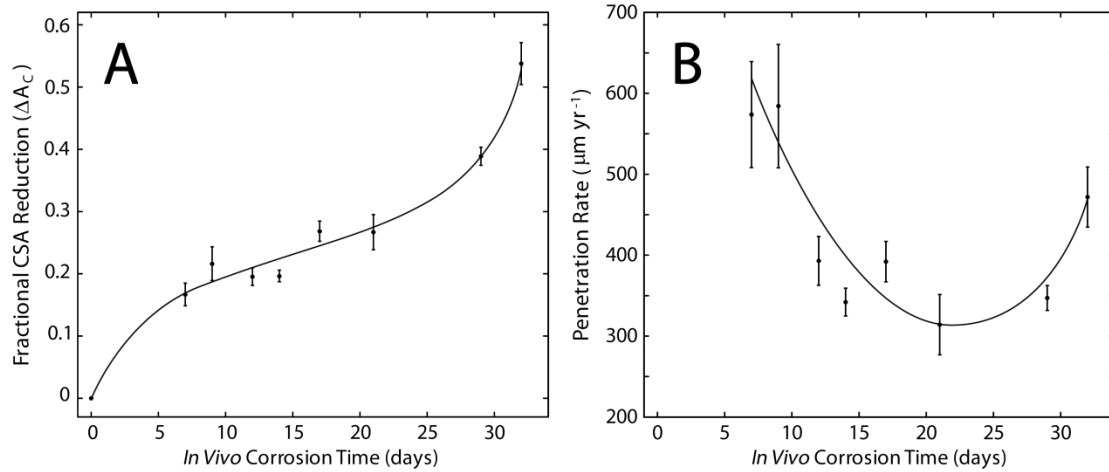 A
Fractional CSA Reduction (ΔA_C)
0.6
0.5
0.4
0.3
0.2
0.1
0
0 5 10 15 20 25 30
In Vivo Corrosion Time (days)
B
Penetration Rate (µm yr⁻¹)
700
600
500
400
300
200
0 5 10 15 20 25 30
In Vivo Corrosion Time (days)